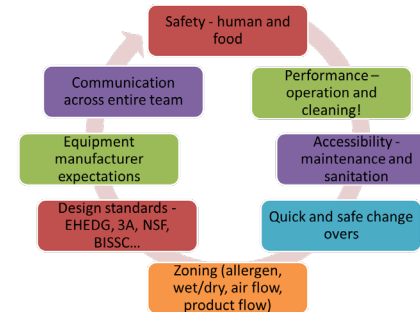 Safety - human and
food
Performance –
operation and
cleaning!
Accessibility -
maintenance and
sanitation
Quick and safe change
overs
Zoning (allergen,
wet/dry, air flow,
product flow)
Design standards -
EHEDG, 3A, NSF,
BISSC...
Equipment
manufacturer
expectations
Communication
across entire team